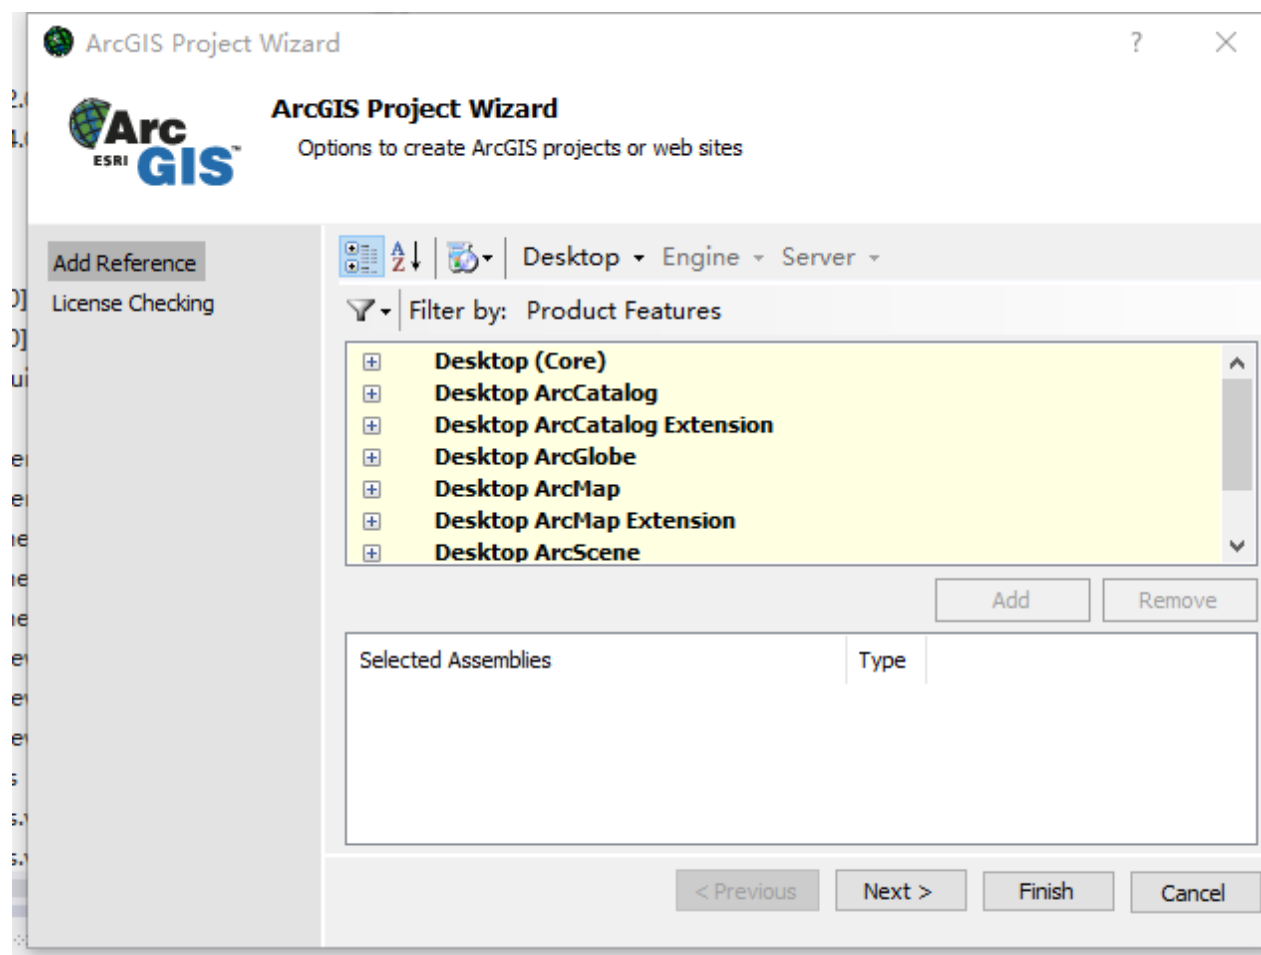 ArcGIS Project Wizard
?
Arc
ESRI GIS™
ArcGIS Project Wizard
Options to create ArcGIS projects or web sites
Add Reference
License Checking
Desktop Engine Server
Filter by: Product Features
Desktop (Core)
Desktop ArcCatalog
Desktop ArcCatalog Extension
Desktop ArcGlobe
Desktop ArcMap
Desktop ArcMap Extension
Desktop ArcScene
Add Remove
Selected Assemblies Type
< Previous Next > Finish Cancel